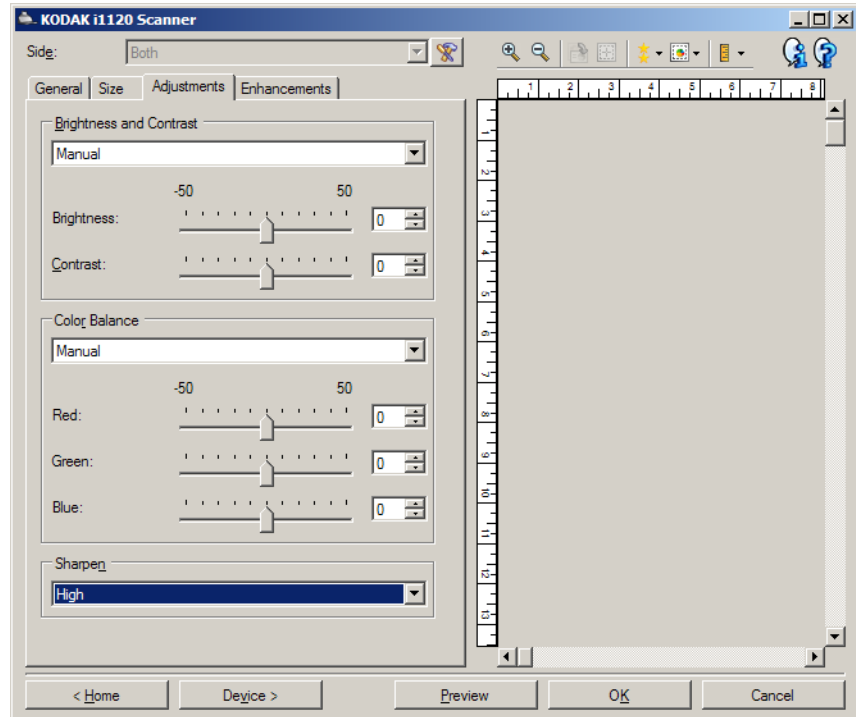 KODAK i1120 Scanner
Side: Both
General Size Adjustments Enhancements
Brightness and Contrast
Manual
-50 50
Brightness: 0
Contrast: 0
Color Balance
Manual
-50 50
Red: 0
Green: 0
Blue: 0
Sharpen
High
1 2 3 4 5 6 7 8
1
2
3
4
5
6
7
8
9
10
11
12
13
< Home Device > Preview OK Cancel